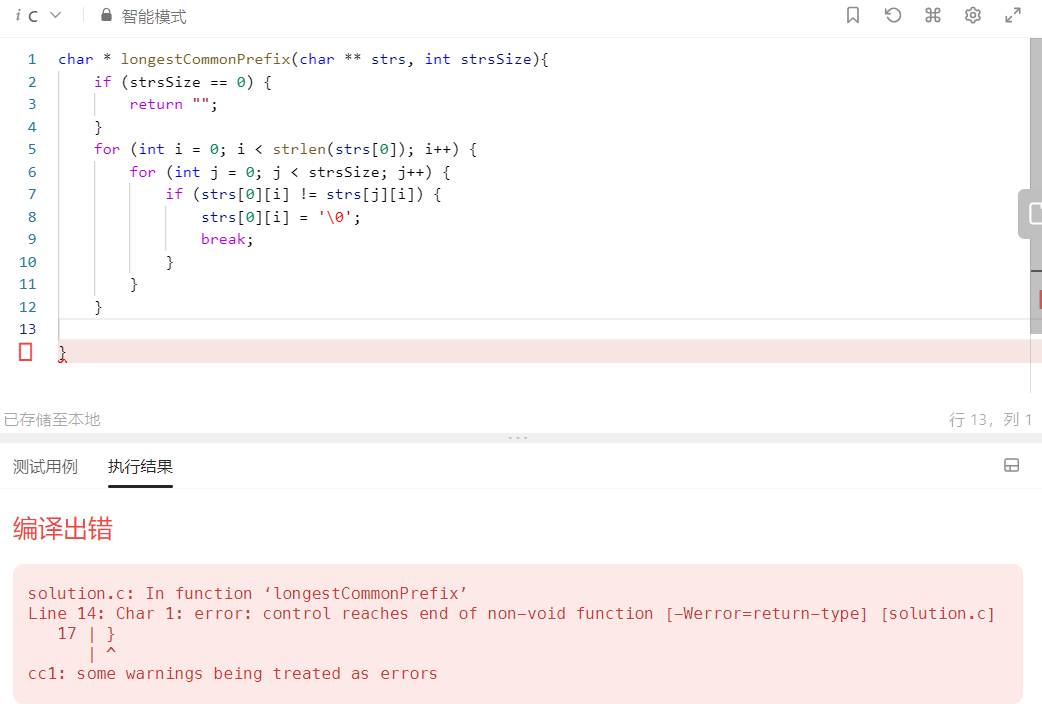 i C 智能模式
1 char * longestCommonPrefix(char ** strs, int strsSize){
2     if (strsSize == 0) {
3         return "";
4     }
5     for (int i = 0; i < strlen(strs[0]); i++) {
6         for (int j = 0; j < strsSize; j++) {
7             if (strs[0][i] != strs[j][i]) {
8                 strs[0][i] = '\0';
9                 break;
10             }
11         }
12     }
13
}
已存储至本地 行 13, 列 1
测试用例 执行结果
编译出错
solution.c: In function ‘longestCommonPrefix’
Line 14: Char 1: error: control reaches end of non-void function [-Werror=return-type] [solution.c]
   17 | }
      | ^
cc1: some warnings being treated as errors